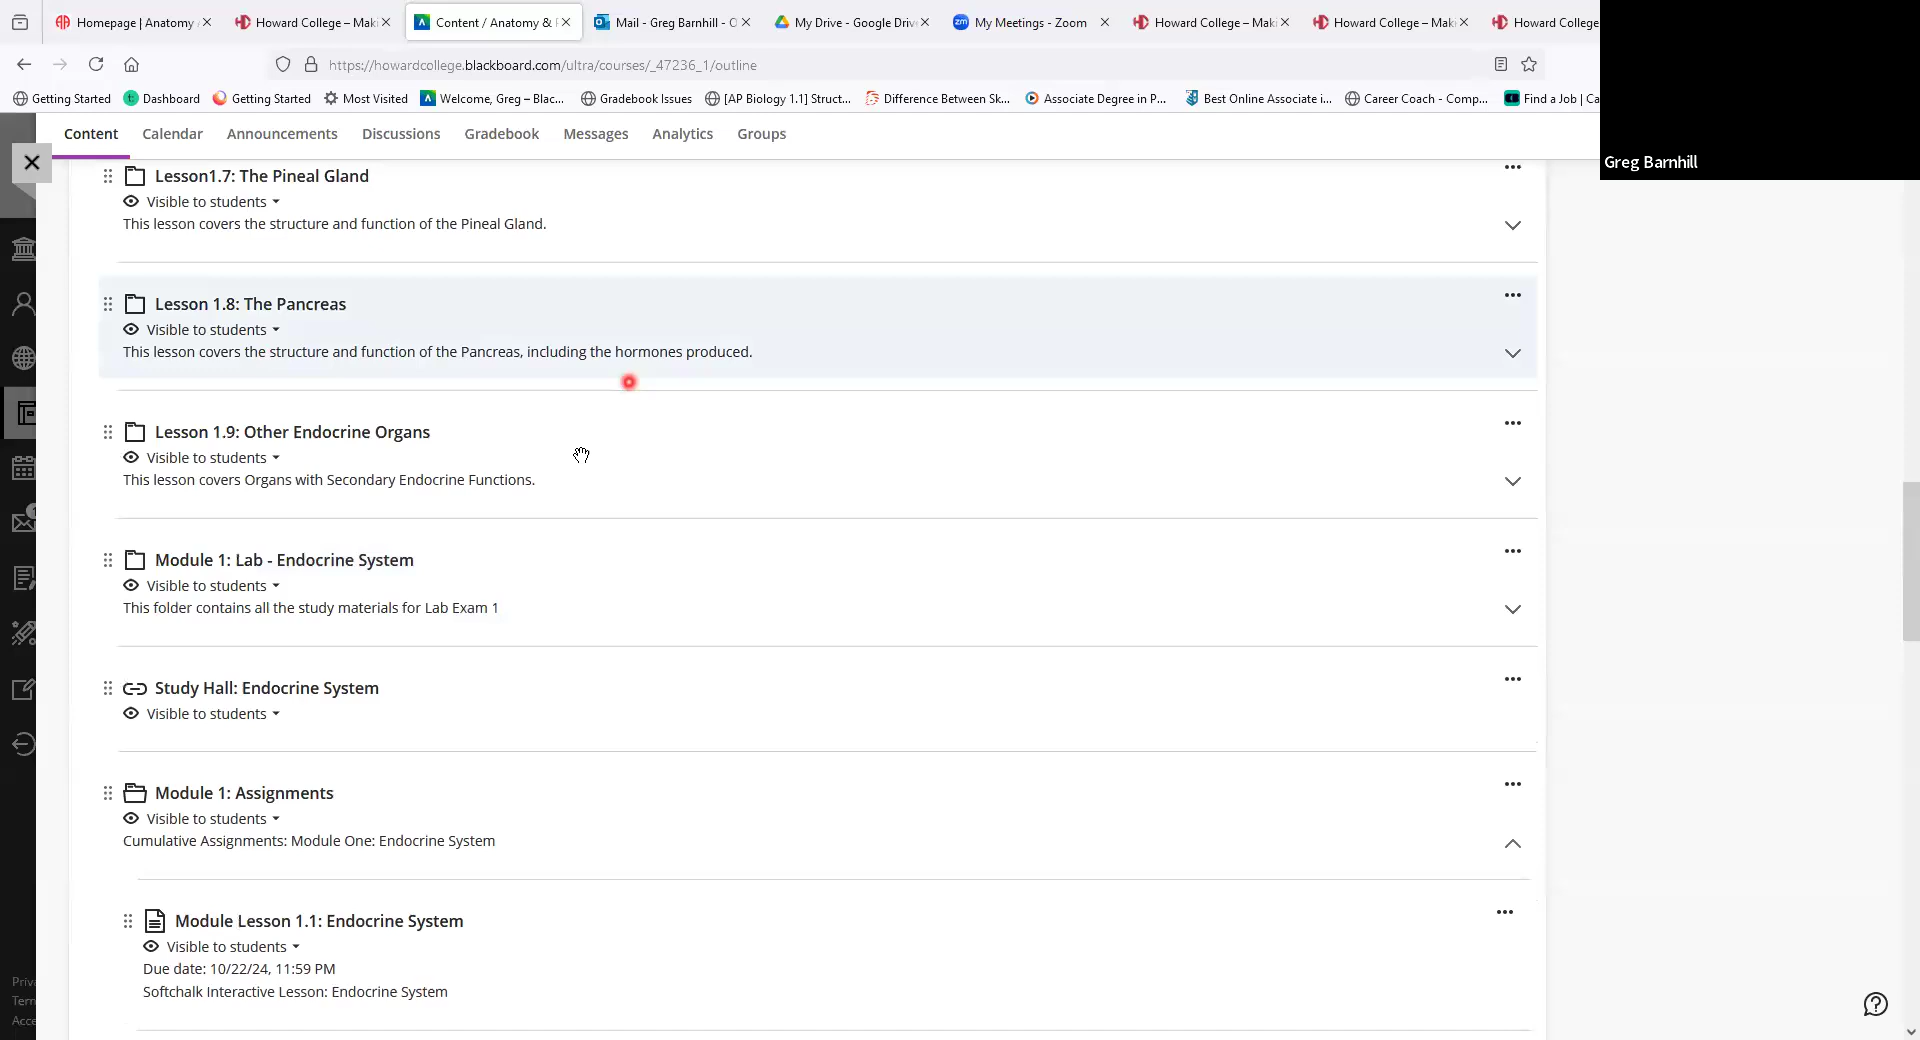 Homepage | Anatomy
Howard College – Maki
Content / Anatomy &
Mail - Greg Barnhill - O
My Drive - Google Driv
My Meetings - Zoom
Howard College – Maki
Howard College – Maki
Howard College
https://howardcollege.blackboard.com/ultra/courses/_47236_1/outline
Getting Started
Dashboard
Getting Started
Most Visited
Welcome, Greg – Blac...
Gradebook Issues
[AP Biology 1.1] Struct...
Difference Between Sk...
Associate Degree in P...
Best Online Associate i...
Career Coach - Comp...
Find a Job | Ca
Content
Calendar
Announcements
Discussions
Gradebook
Messages
Analytics
Groups
Greg Barnhill
Lesson1.7: The Pineal Gland
Visible to students
This lesson covers the structure and function of the Pineal Gland.
Lesson 1.8: The Pancreas
Visible to students
This lesson covers the structure and function of the Pancreas, including the hormones produced.
Lesson 1.9: Other Endocrine Organs
Visible to students
This lesson covers Organs with Secondary Endocrine Functions.
Module 1: Lab - Endocrine System
Visible to students
This folder contains all the study materials for Lab Exam 1
Study Hall: Endocrine System
Visible to students
Module 1: Assignments
Visible to students
Cumulative Assignments: Module One: Endocrine System
Module Lesson 1.1: Endocrine System
Visible to students
Due date: 10/22/24, 11:59 PM
Softchalk Interactive Lesson: Endocrine System
Priva
Term
Acce